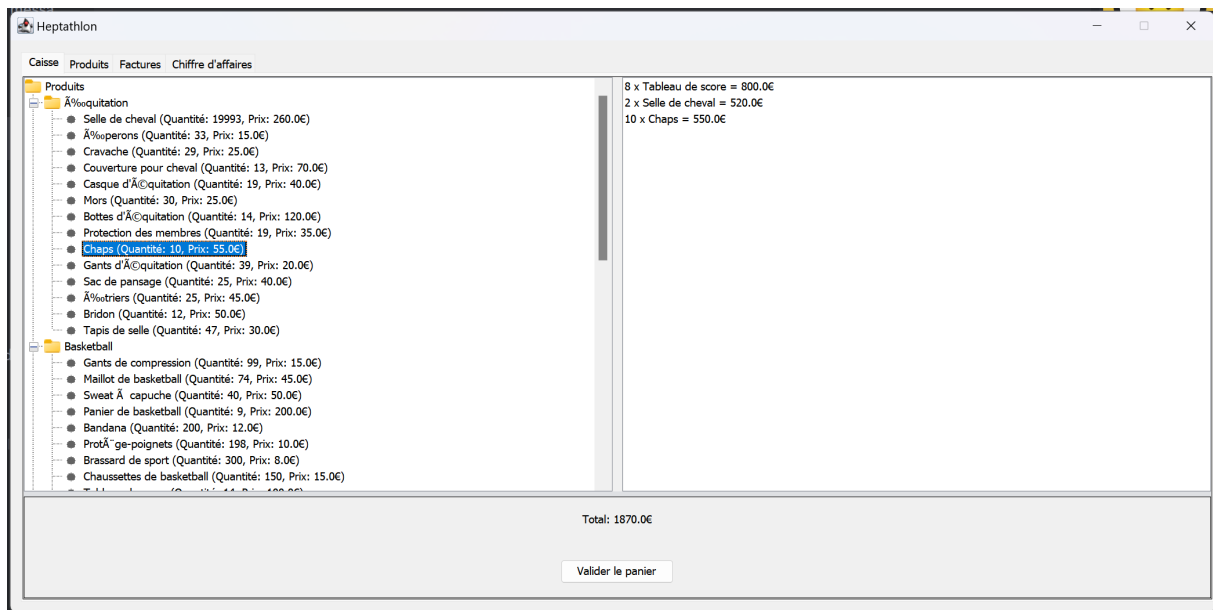 Heptathlon
Caisse Produits Factures Chiffre d'affaires
Produits
Ã‰quitation
Selle de cheval (Quantité: 19993, Prix: 260.0€)
Ã‰perons (Quantité: 33, Prix: 15.0€)
Cravache (Quantité: 29, Prix: 25.0€)
Couverture pour cheval (Quantité: 13, Prix: 70.0€)
Casque d'Ã©quitation (Quantité: 19, Prix: 40.0€)
Mors (Quantité: 30, Prix: 25.0€)
Bottes d'Ã©quitation (Quantité: 14, Prix: 120.0€)
Protection des membres (Quantité: 19, Prix: 35.0€)
Chaps (Quantité: 10, Prix: 55.0€)
Gants d'Ã©quitation (Quantité: 39, Prix: 20.0€)
Sac de pansage (Quantité: 25, Prix: 40.0€)
Ã‰triers (Quantité: 25, Prix: 45.0€)
Bridon (Quantité: 12, Prix: 50.0€)
Tapis de selle (Quantité: 47, Prix: 30.0€)
Basketball
Gants de compression (Quantité: 99, Prix: 15.0€)
Maillot de basketball (Quantité: 74, Prix: 45.0€)
Sweat Ã  capuche (Quantité: 40, Prix: 50.0€)
Panier de basketball (Quantité: 9, Prix: 200.0€)
Bandana (Quantité: 200, Prix: 12.0€)
ProtÃ¨ge-poignets (Quantité: 198, Prix: 10.0€)
Brassard de sport (Quantité: 300, Prix: 8.0€)
Chaussettes de basketball (Quantité: 150, Prix: 15.0€)
8 x Tableau de score = 800.0€
2 x Selle de cheval = 520.0€
10 x Chaps = 550.0€
Total: 1870.0€
Valider le panier